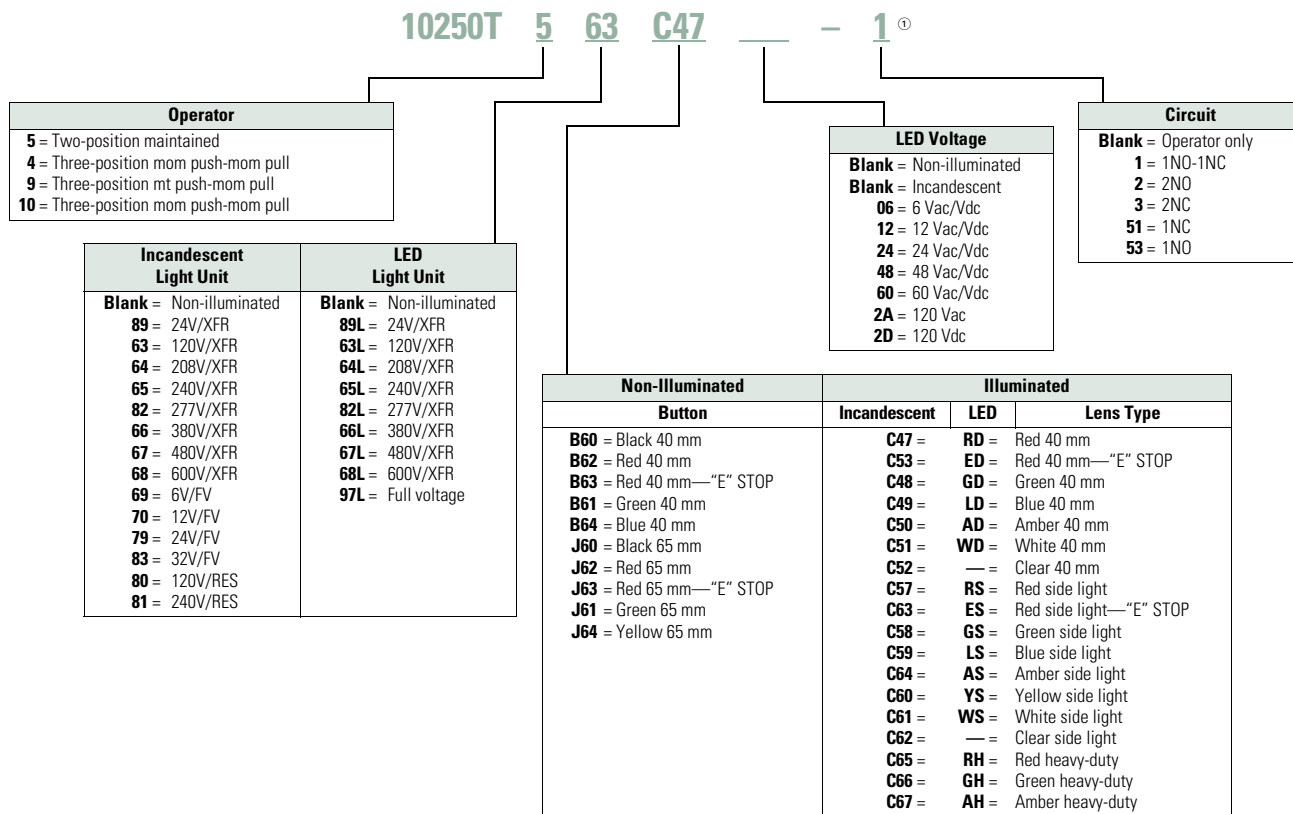 10250T 5 63 C47 ___ – 1 ①
Operator
5 = Two-position maintained
4 = Three-position mom push-mom pull
9 = Three-position mt push-mom pull
10 = Three-position mom push-mom pull
Incandescent Light Unit
Blank = Non-illuminated
89 = 24V/XFR
63 = 120V/XFR
64 = 208V/XFR
65 = 240V/XFR
82 = 277V/XFR
66 = 380V/XFR
67 = 480V/XFR
68 = 600V/XFR
69 = 6V/FV
70 = 12V/FV
79 = 24V/FV
83 = 32V/FV
80 = 120V/RES
81 = 240V/RES
LED Light Unit
Blank = Non-illuminated
89L = 24V/XFR
63L = 120V/XFR
64L = 208V/XFR
65L = 240V/XFR
82L = 277V/XFR
66L = 380V/XFR
67L = 480V/XFR
68L = 600V/XFR
97L = Full voltage
LED Voltage
Blank = Non-illuminated
Blank = Incandescent
06 = 6 Vac/Vdc
12 = 12 Vac/Vdc
24 = 24 Vac/Vdc
48 = 48 Vac/Vdc
60 = 60 Vac/Vdc
2A = 120 Vac
2D = 120 Vdc
Circuit
Blank = Operator only
1 = 1NO-1NC
2 = 2NO
3 = 2NC
51 = 1NC
53 = 1NO
Non-Illuminated
Button
B60 = Black 40 mm
B62 = Red 40 mm
B63 = Red 40 mm—“E” STOP
B61 = Green 40 mm
B64 = Blue 40 mm
J60 = Black 65 mm
J62 = Red 65 mm
J63 = Red 65 mm—“E” STOP
J61 = Green 65 mm
J64 = Yellow 65 mm
Illuminated
Incandescent LED Lens Type
C47 = RD = Red 40 mm
C53 = ED = Red 40 mm—“E” STOP
C48 = GD = Green 40 mm
C49 = LD = Blue 40 mm
C50 = AD = Amber 40 mm
C51 = WD = White 40 mm
C52 = — = Clear 40 mm
C57 = RS = Red side light
C63 = ES = Red side light—“E” STOP
C58 = GS = Green side light
C59 = LS = Blue side light
C64 = AS = Amber side light
C60 = YS = Yellow side light
C61 = WS = White side light
C62 = — = Clear side light
C65 = RH = Red heavy-duty
C66 = GH = Green heavy-duty
C67 = AH = Amber heavy-duty